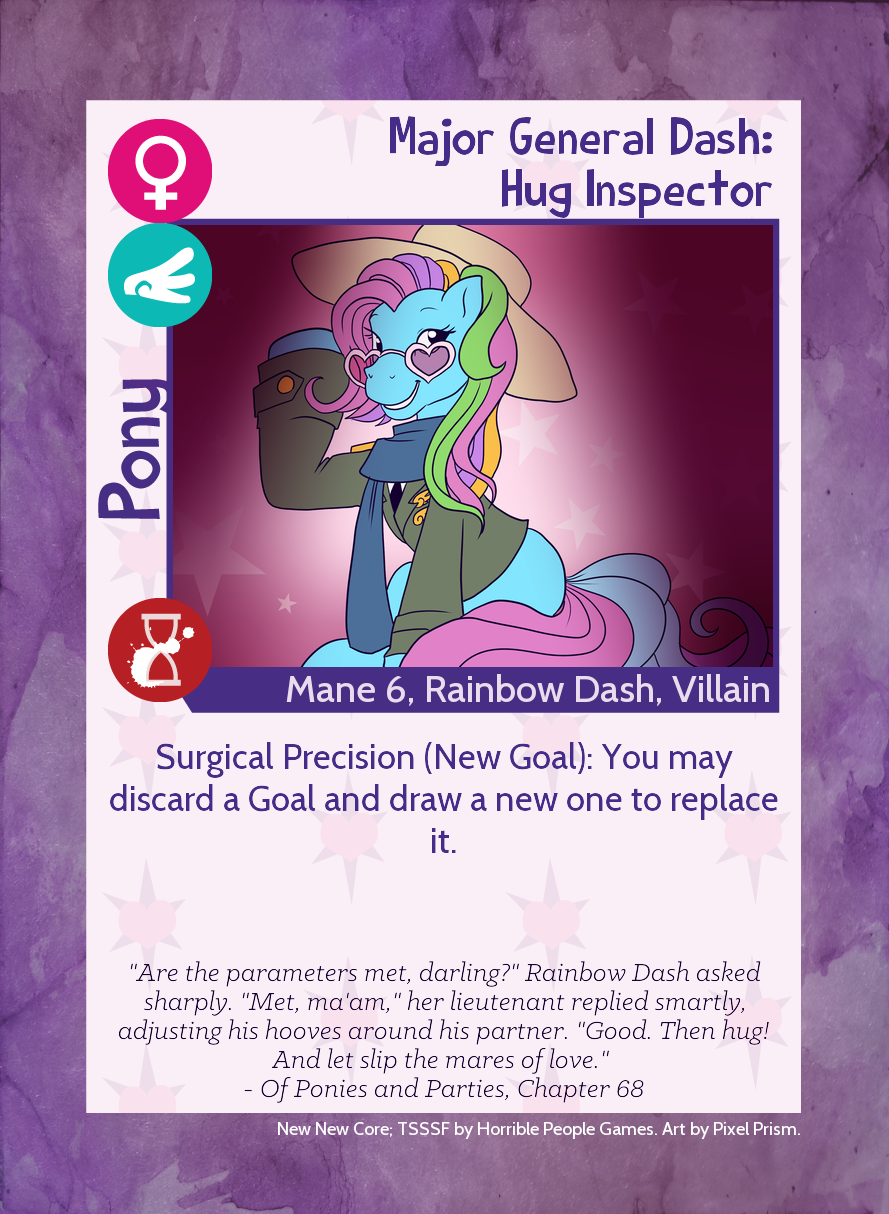 Major General Dash:
Hug Inspector
Pony
Mane 6, Rainbow Dash, Villain
Surgical Precision (New Goal): You may
discard a Goal and draw a new one to replace
it.
"Are the parameters met, darling?" Rainbow Dash asked
sharply. "Met, ma'am," her lieutenant replied smartly,
adjusting his hooves around his partner. "Good. Then hug!
And let slip the mares of love."
- Of Ponies and Parties, Chapter 68
New New Core; TSSSF by Horrible People Games. Art by Pixel Prism.